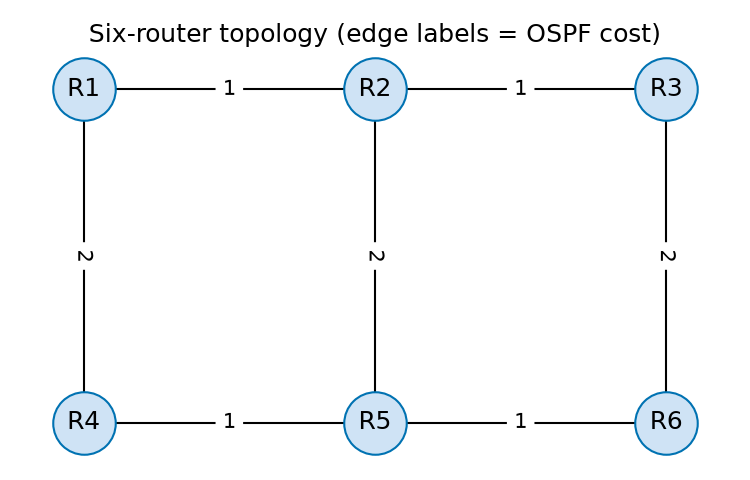 Six-router topology (edge labels = OSPF cost)
R1 1 R2 1 R3
2 2 2
R4 1 R5 1 R6